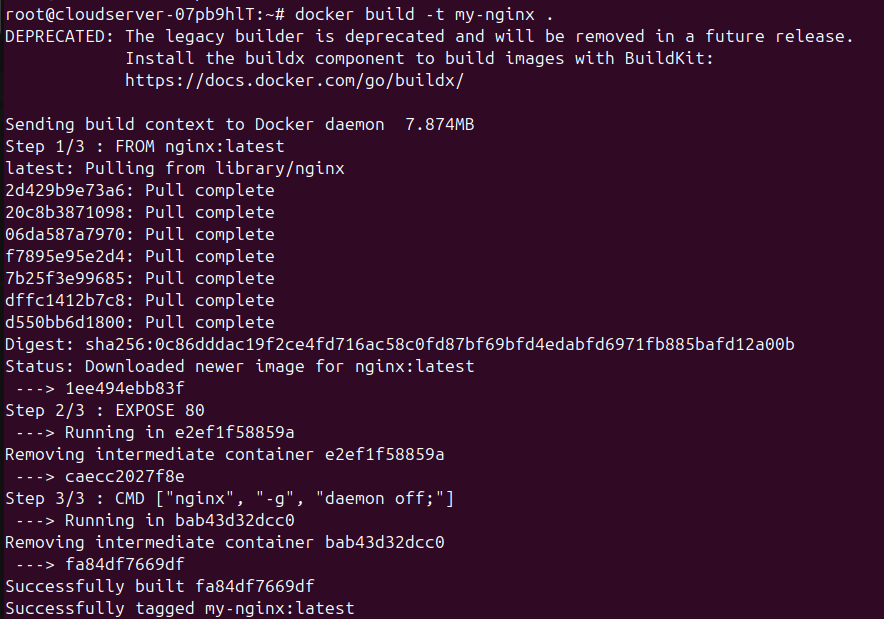 root@cloudserver-07pb9hlT:~# docker build -t my-nginx .
DEPRECATED: The legacy builder is deprecated and will be removed in a future release.
            Install the buildx component to build images with BuildKit:
            https://docs.docker.com/go/buildx/

Sending build context to Docker daemon  7.874MB
Step 1/3 : FROM nginx:latest
latest: Pulling from library/nginx
2d429b9e73a6: Pull complete
20c8b3871098: Pull complete
06da587a7970: Pull complete
f7895e95e2d4: Pull complete
7b25f3e99685: Pull complete
dffc1412b7c8: Pull complete
d550bb6d1800: Pull complete
Digest: sha256:0c86dddac19f2ce4fd716ac58c0fd87bf69bfd4edabfd6971fb885bafd12a00b
Status: Downloaded newer image for nginx:latest
 ---> 1ee494ebb83f
Step 2/3 : EXPOSE 80
 ---> Running in e2ef1f58859a
Removing intermediate container e2ef1f58859a
 ---> caecc2027f8e
Step 3/3 : CMD ["nginx", "-g", "daemon off;"]
 ---> Running in bab43d32dcc0
Removing intermediate container bab43d32dcc0
 ---> fa84df7669df
Successfully built fa84df7669df
Successfully tagged my-nginx:latest